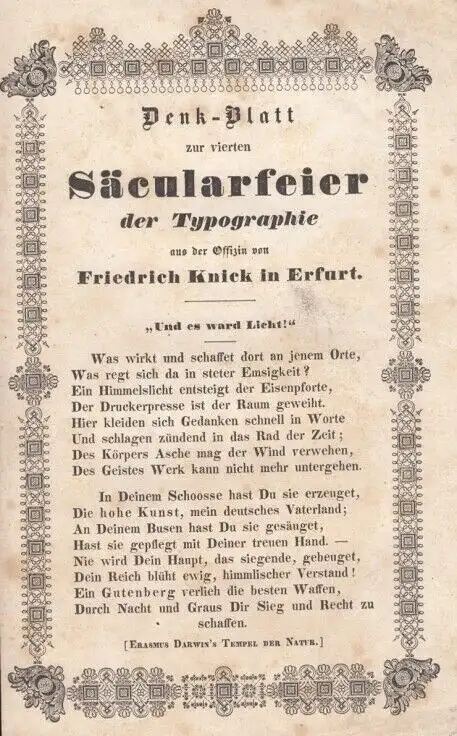 Denk-Blatt
zur vierten
Säcularfeier
der Typographie
aus der Offizin von
Friedrich Knick in Erfurt.
„Und es ward Licht!“
Was wirkt und schaffet dort an jenem Orte,
Was regt sich da in steter Emsigkeit?
Ein Himmelslicht entsteigt der Eisenpforte,
Der Druckerpresse ist der Raum geweiht.
Hier kleiden sich Gedanken schnell in Worte
Und schlagen zündend in das Rad der Zeit;
Des Körpers Asche mag der Wind verwehen,
Des Geistes Werk kann nicht mehr untergehen.
In Deinem Schoosse hast Du sie erzeuget,
Die hohe Kunst, mein deutsches Vaterland;
An Deinem Busen hast Du sie gesäuget,
Hast sie gepflegt mit Deiner treuen Hand. —
Nie wird Dein Haupt, das siegende, gebeuget,
Dein Reich blüht ewig, himmlischer Verstand!
Ein Gutenberg verlich die besten Waffen,
Durch Nacht und Graus Dir Sieg und Recht zu
schaffen.
[Erasmus Darwin's Tempel der Natur.]